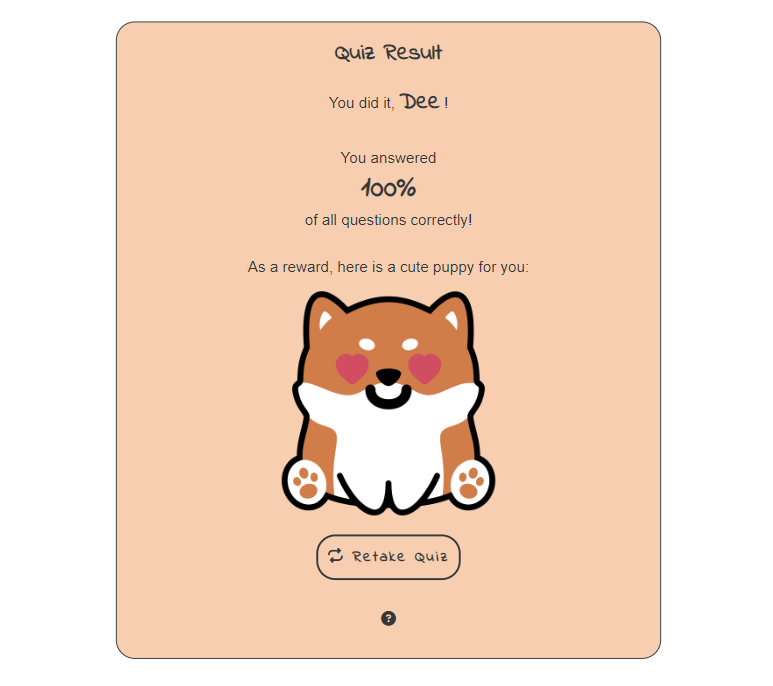 Quiz Result
You did it, Dee !
You answered
100%
of all questions correctly!
As a reward, here is a cute puppy for you:
Retake Quiz
?